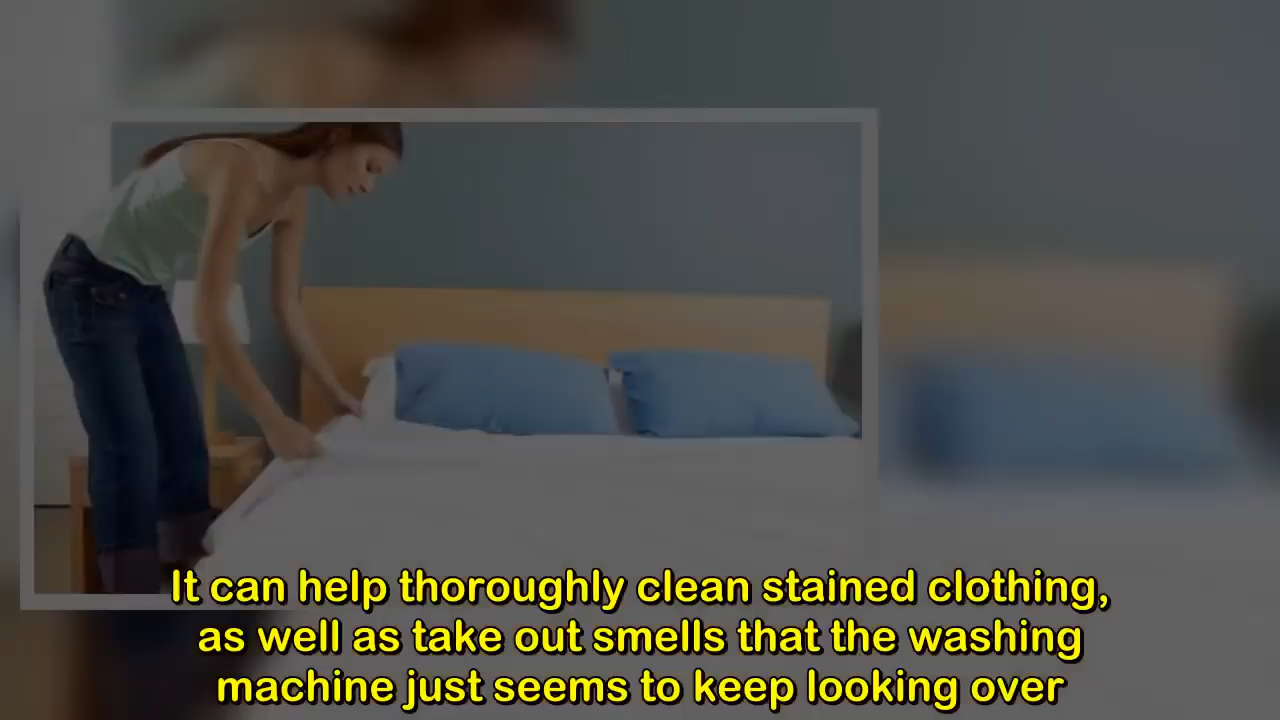 It can help thoroughly clean stained clothing,
as well as take out smells that the washing
machine just seems to keep looking over